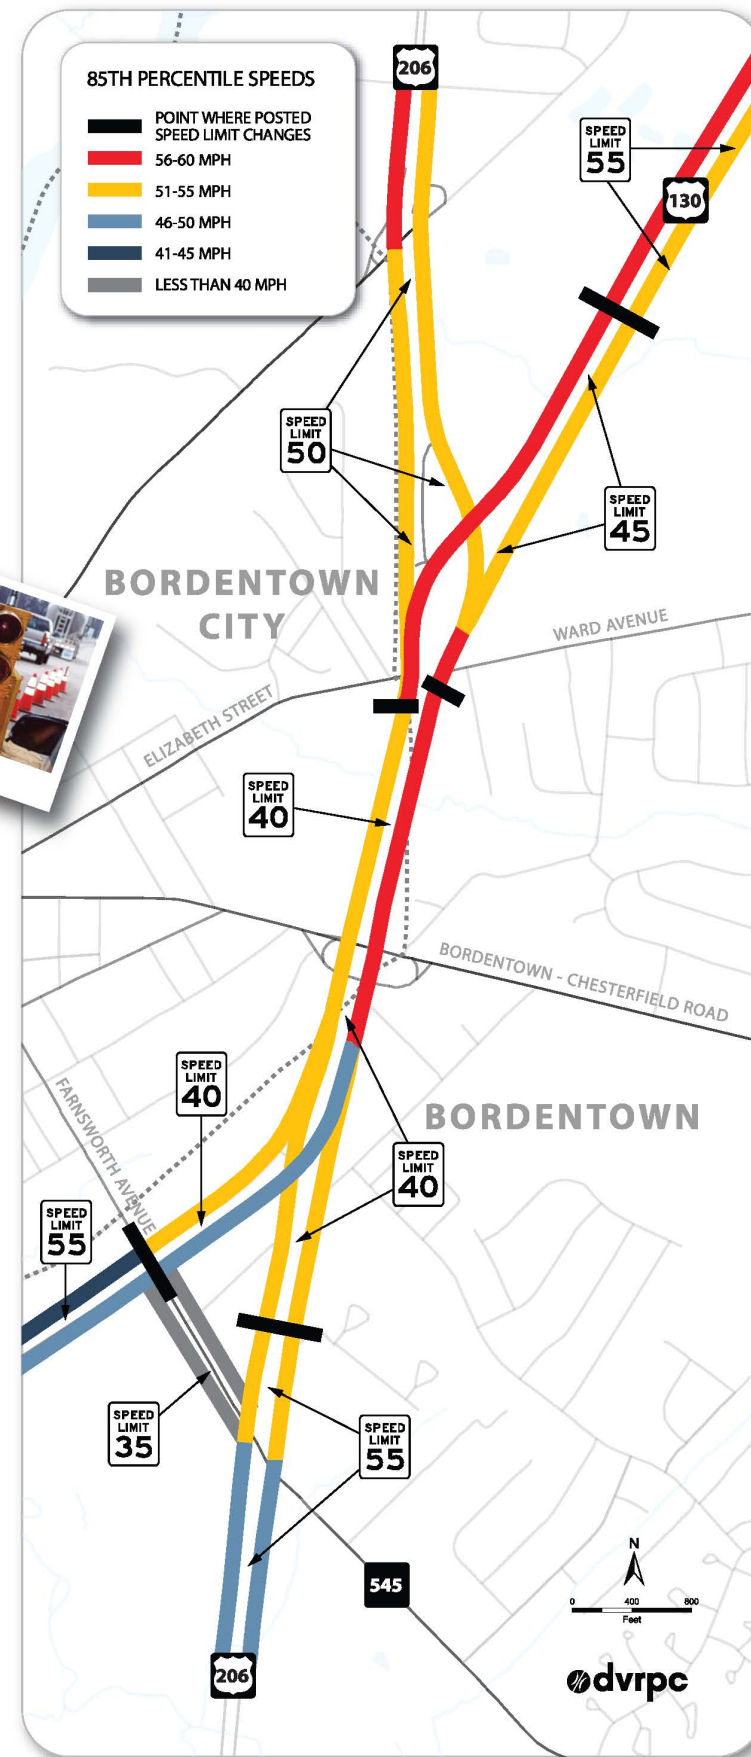 85TH PERCENTILE SPEEDS
POINT WHERE POSTED
SPEED LIMIT CHANGES
56-60 MPH
51-55 MPH
46-50 MPH
41-45 MPH
LESS THAN 40 MPH
206
SPEED
LIMIT
55
130
SPEED
LIMIT
50
SPEED
LIMIT
45
BORDENTOWN
CITY
WARD AVENUE
ELIZABETH STREET
SPEED
LIMIT
40
BORDENTOWN - CHESTERFIELD ROAD
SPEED
LIMIT
40
FARNSWORTH AVENUE
BORDENTOWN
SPEED
LIMIT
40
SPEED
LIMIT
55
SPEED
LIMIT
35
SPEED
LIMIT
55
545
N
0 400 800
Feet
206
dvrpc